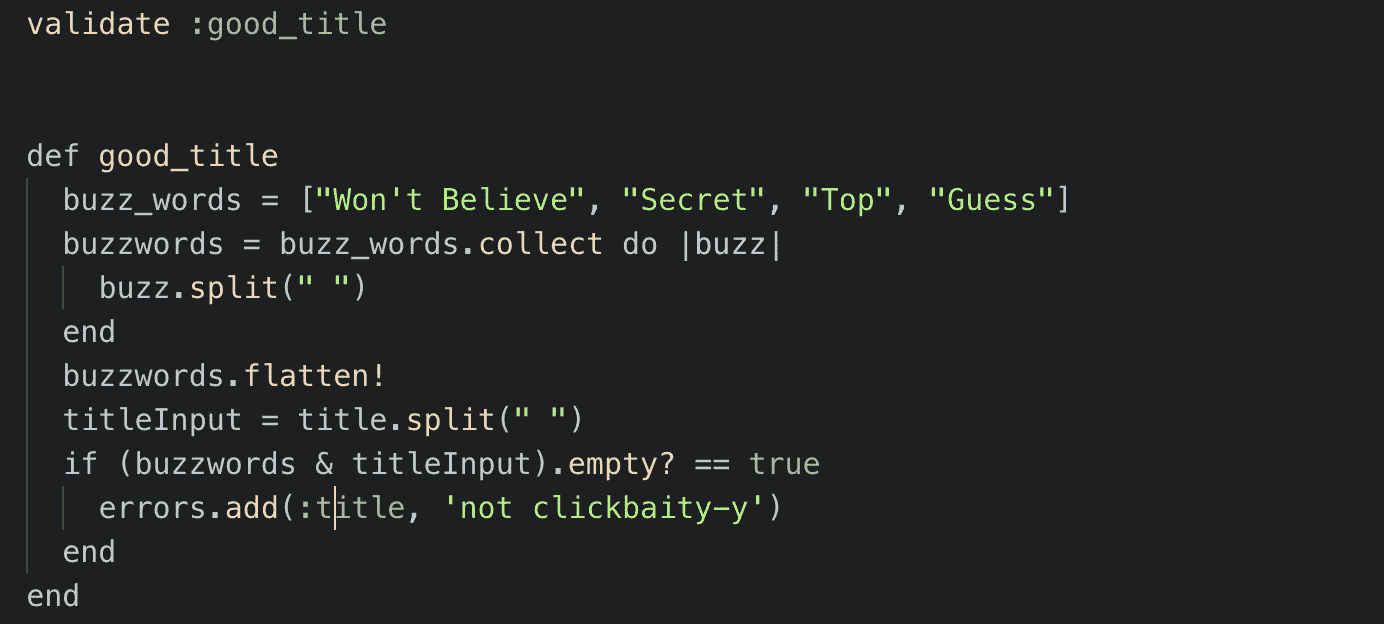 validate :good_title
def good_title
buzz_words = ["Won't Believe", "Secret", "Top", "Guess"]
buzzwords = buzz_words.collect do |buzz|
buzz.split(" ")
end
buzzwords.flatten!
titleInput = title.split(" ")
if (buzzwords & titleInput).empty? == true
errors.add(:title, 'not clickbaity-y')
end
end